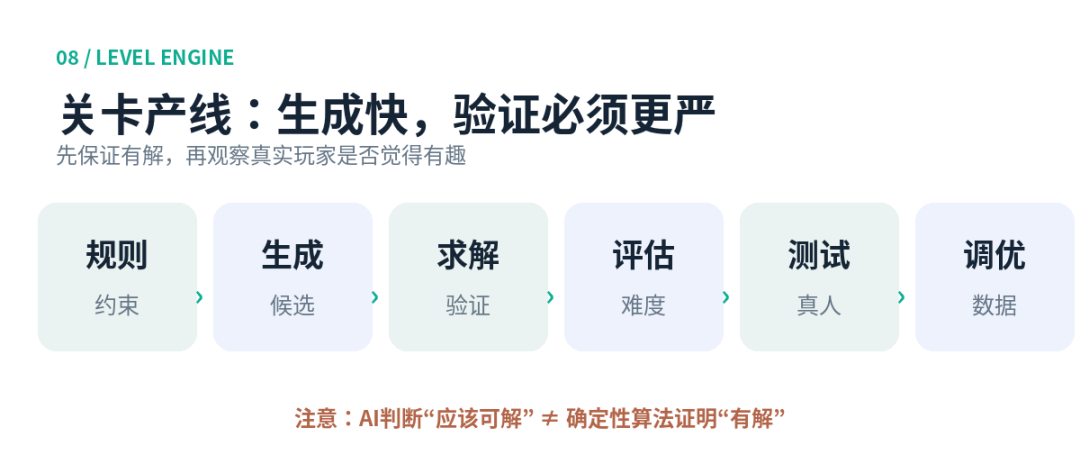 08 / LEVEL ENGINE
关卡产线：生成快，验证必须更严
先保证有解，再观察真实玩家是否觉得有趣
规则 › 生成 › 求解 › 评估 › 测试 › 调优
约束 候选 验证 难度 真人 数据
注意：AI判断“应该可解” ≠ 确定性算法证明“有解”